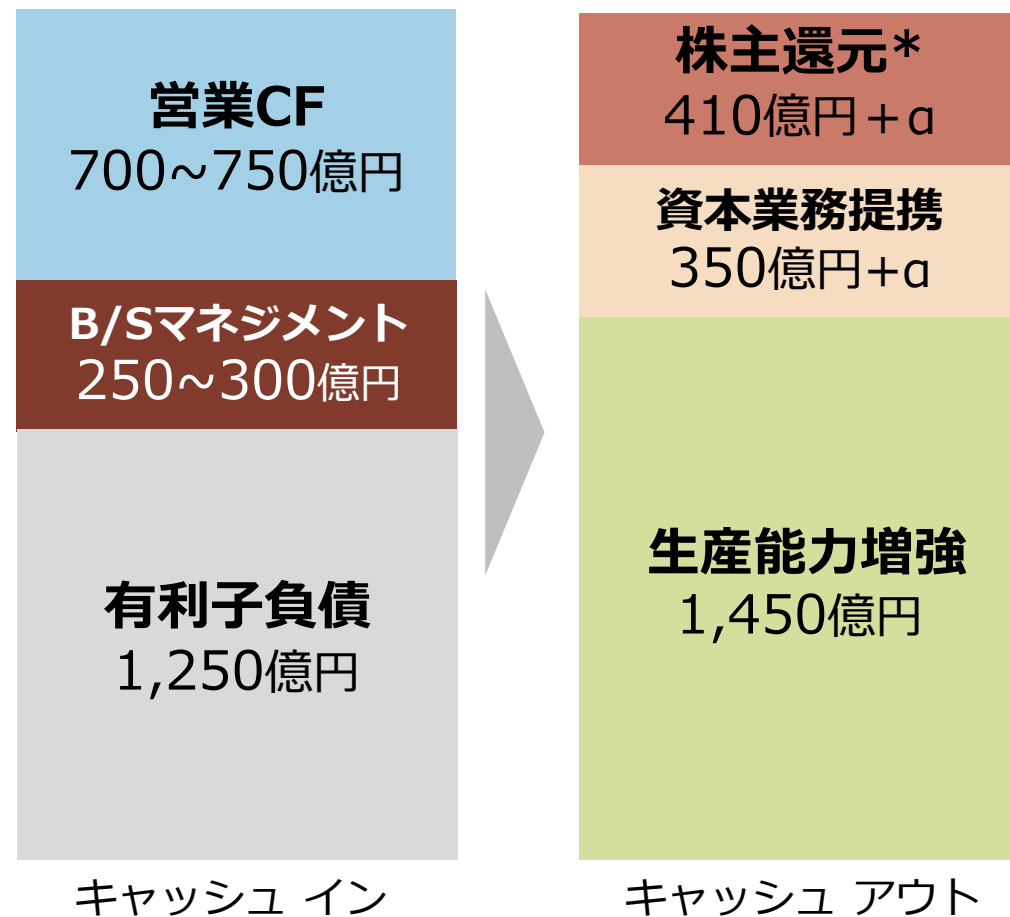 営業CF
700~750億円
B/Sマネジメント
250~300億円
有利子負債
1,250億円
キャッシュ イン
株主還元*
410億円＋α
資本業務提携
350億円+α
生産能力増強
1,450億円
キャッシュ アウト